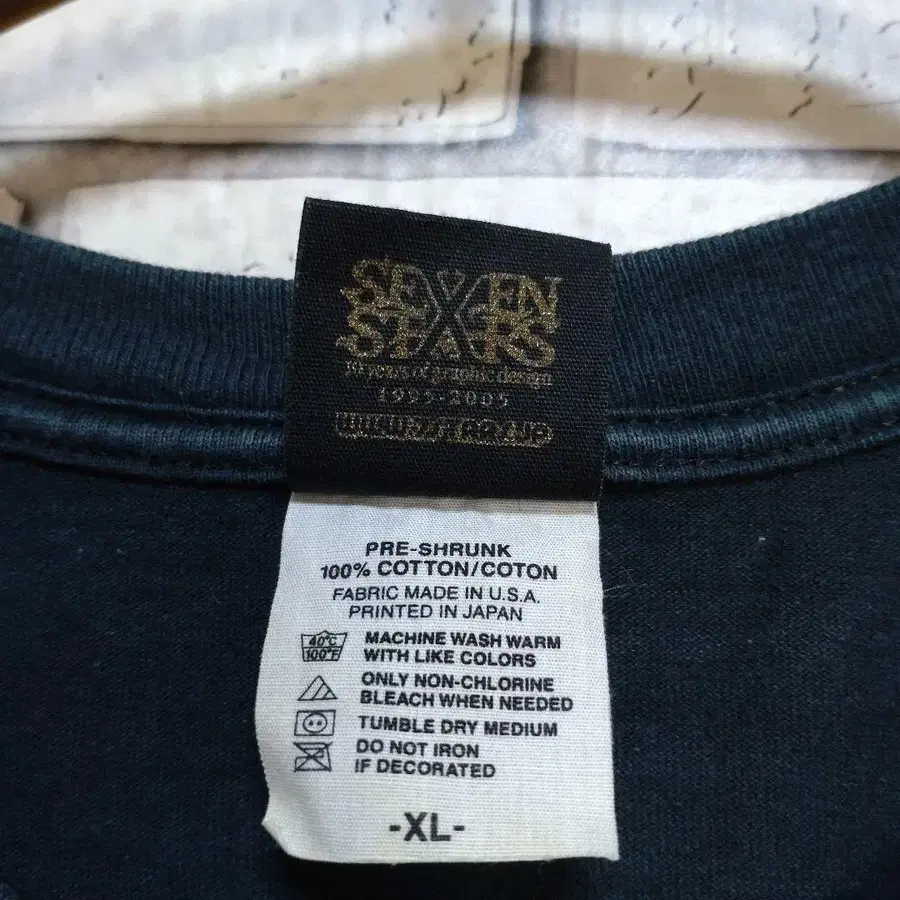 SEVEN
STARS
10 years of graphic design
1995-2005
PRE-SHRUNK
100% COTTON/COTON
FABRIC MADE IN U.S.A.
PRINTED IN JAPAN
40°C
100°F
MACHINE WASH WARM
WITH LIKE COLORS
ONLY NON-CHLORINE
BLEACH WHEN NEEDED
TUMBLE DRY MEDIUM
DO NOT IRON
IF DECORATED
-XL-